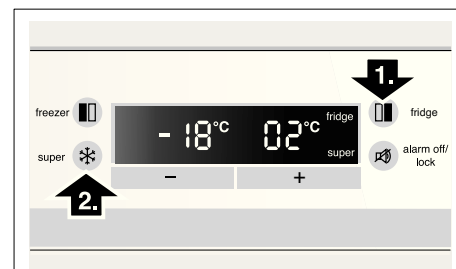 1.
freezer
-18°C
02°C
fridge
super
fridge
super
alarm off/
lock
−
+
2.